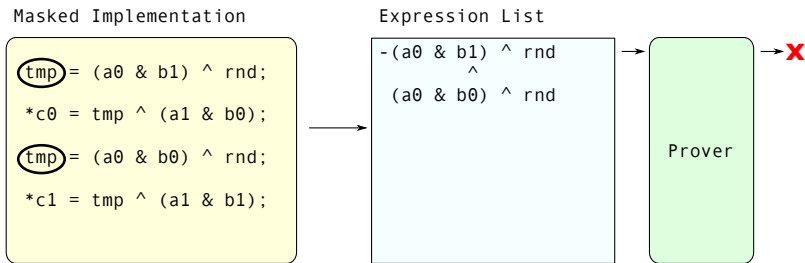 Masked Implementation
tmp = (a0 & b1) ^ rnd;
*c0 = tmp ^ (a1 & b0);
tmp = (a0 & b0) ^ rnd;
*c1 = tmp ^ (a1 & b1);
Expression List
-(a0 & b1) ^ rnd
^
(a0 & b0) ^ rnd
Prover
x